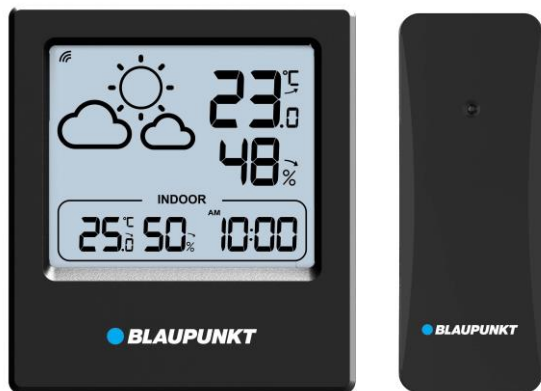 23.0 °C
48 %
INDOOR
25.0 °C 50 % AM 10:00
BLAUPUNKT
BLAUPUNKT